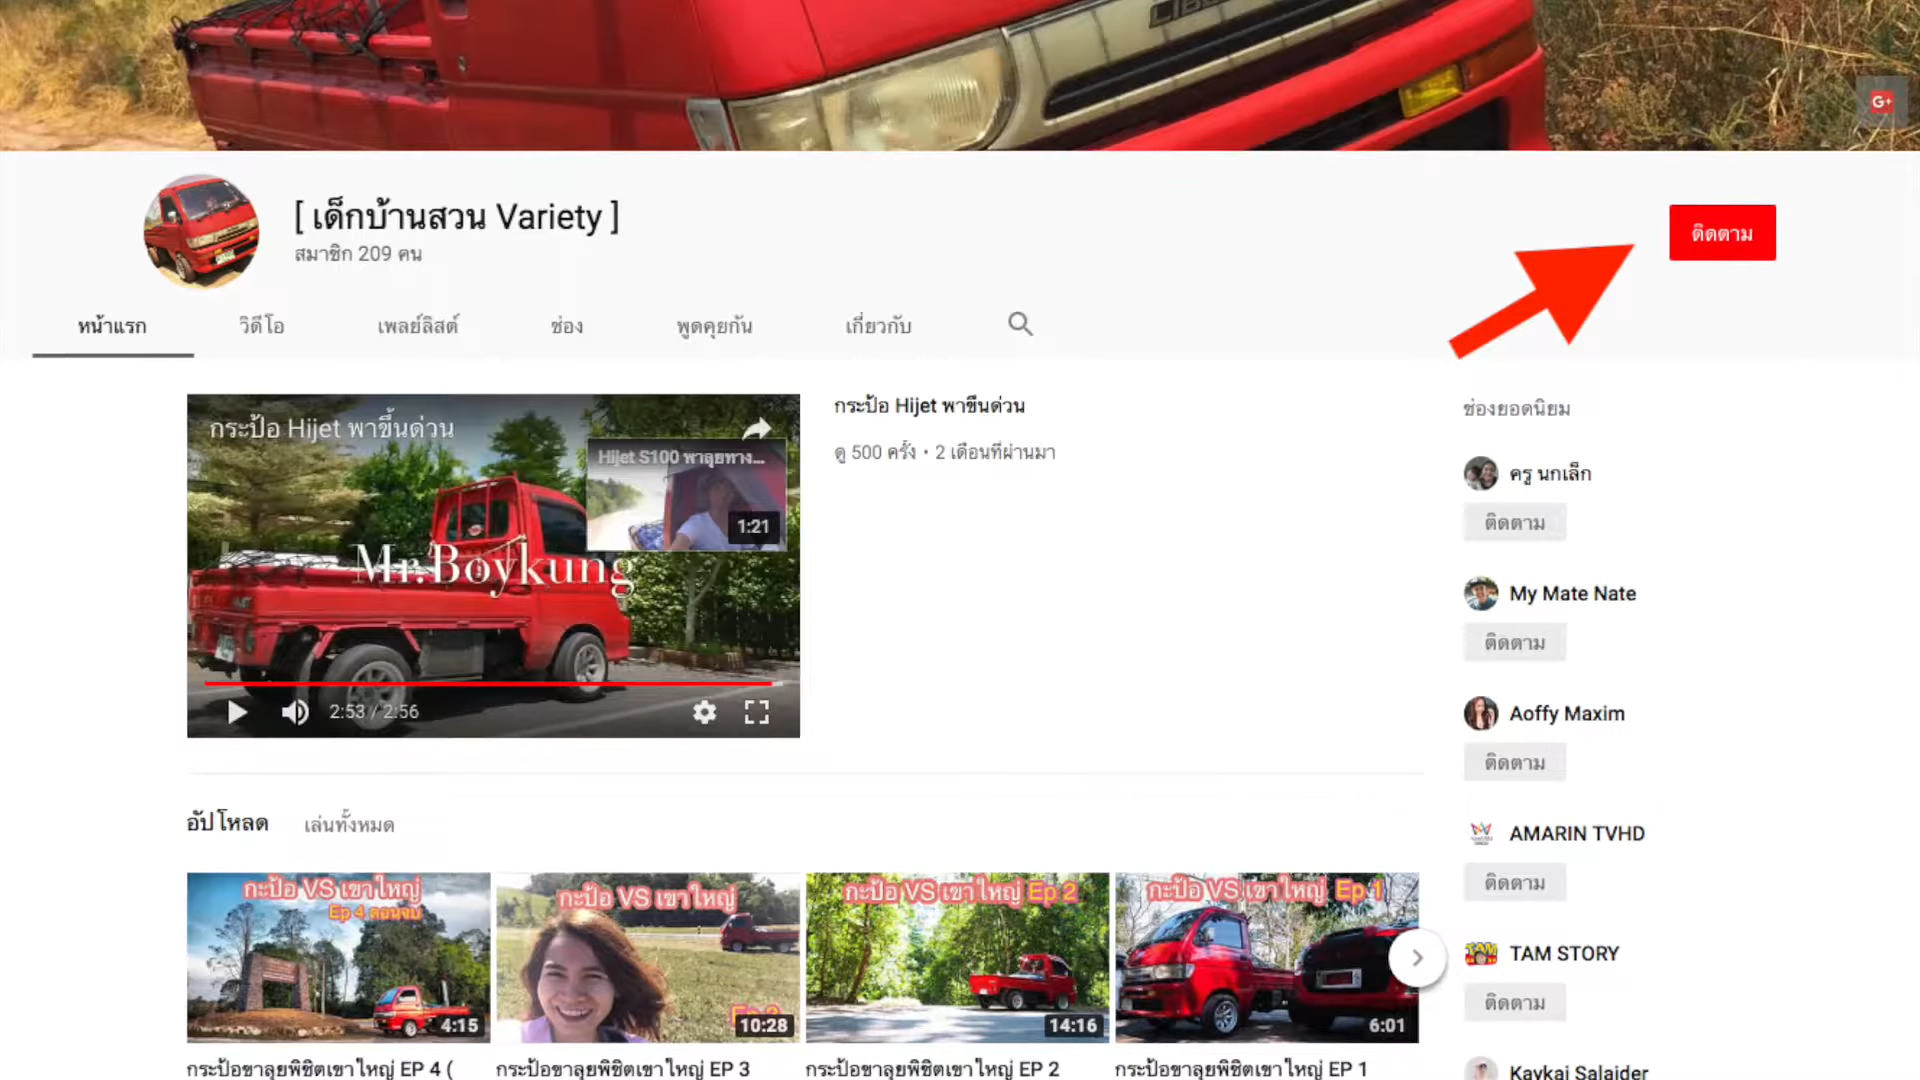 G+
[ เด็กบ้านสวน Variety ]
สมาชิก 209 คน
ติดตาม
หน้าแรก
วิดีโอ
เพลย์ลิสต์
ช่อง
พูดคุยกัน
เกี่ยวกับ
กระป้อ Hijet พาขึ้นด่วน
Hijet S100 พาลุยทาง...
1:21
Mr.Boykung
2:53 / 2:56
กระป้อ Hijet พาขึ้นด่วน
ดู 500 ครั้ง • 2 เดือนที่ผ่านมา
ช่องยอดนิยม
ครู นกเล็ก
ติดตาม
My Mate Nate
ติดตาม
Aoffy Maxim
ติดตาม
AMARIN TVHD
ติดตาม
TAM STORY
ติดตาม
Kaykai Salaider
อัปโหลด
เล่นทั้งหมด
กะป้อ VS เขาใหญ่
Ep 4 ตอนจบ
4:15
กะป้อ VS เขาใหญ่
Ep 3
10:28
กะป้อ VS เขาใหญ่ Ep 2
14:16
กะป้อ VS เขาใหญ่ Ep 1
6:01
กระป้อขาลุยพิชิตเขาใหญ่ EP 4 (
กระป้อขาลุยพิชิตเขาใหญ่ EP 3
กระป้อขาลุยพิชิตเขาใหญ่ EP 2
กระป้อขาลุยพิชิตเขาใหญ่ EP 1